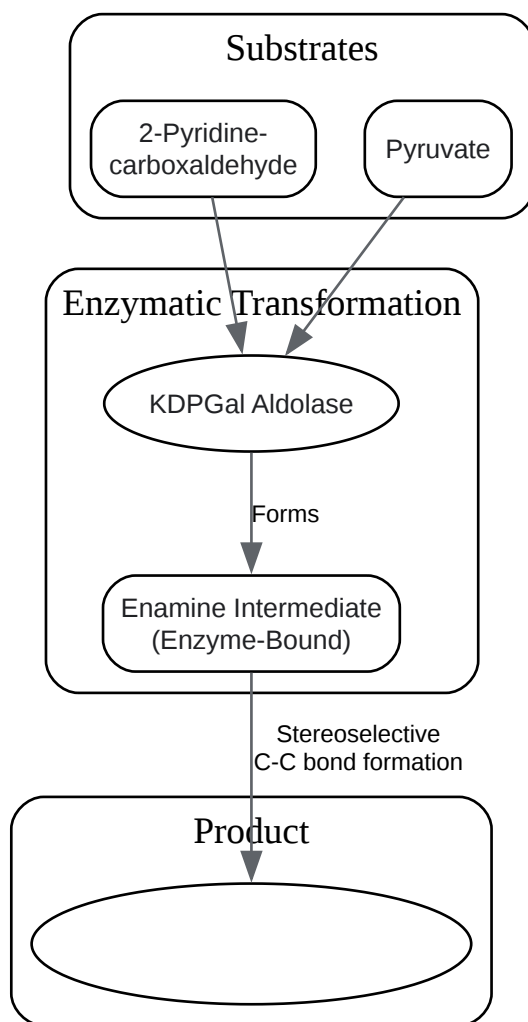 Substrates
2-Pyridine-
carboxaldehyde
Pyruvate
Enzymatic Transformation
KDPGal Aldolase
Forms
Enamine Intermediate
(Enzyme-Bound)
Stereoselective
C-C bond formation
Product